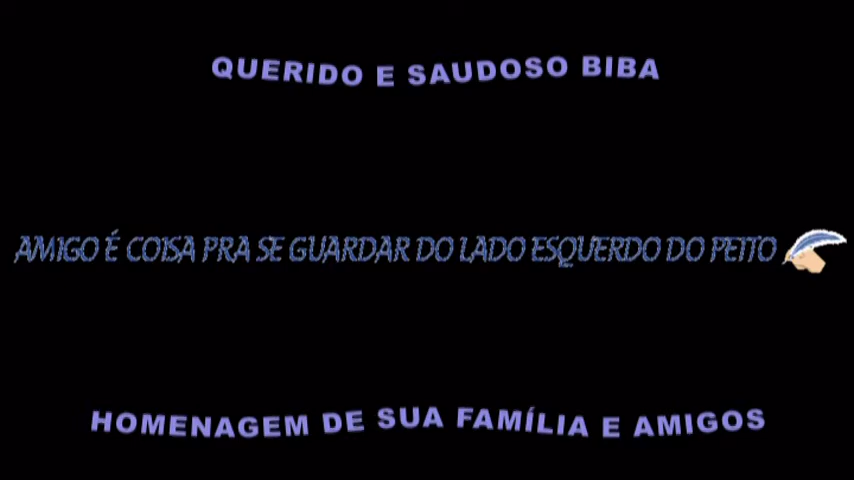 QUERIDO E SAUDOSO BIBA
AMIGO É COISA PRA SE GUARDAR DO LADO ESQUERDO DO PEITO
HOMENAGEM DE SUA FAMÍLIA E AMIGOS